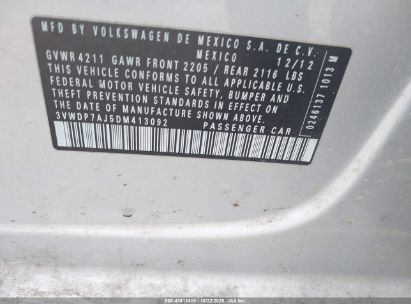 MFD BY VOLKSWAGEN DE MEXICO S.A. DE C.V.
MEXICO 12/12
GVWR 4211 GAWR FRONT 2205 / REAR 2116 LBS
THIS VEHICLE CONFORMS TO ALL APPLICABLE U.S.
FEDERAL MOTOR VEHICLE SAFETY, BUMPER AND
THEFT PREVENTION STANDARDS IN EFFECT ON
THE DATE OF MANUFACTURE SHOWN ABOVE.
3VWDP7AJ5DM413092 PASSENGER CAR
0246137 1013 M